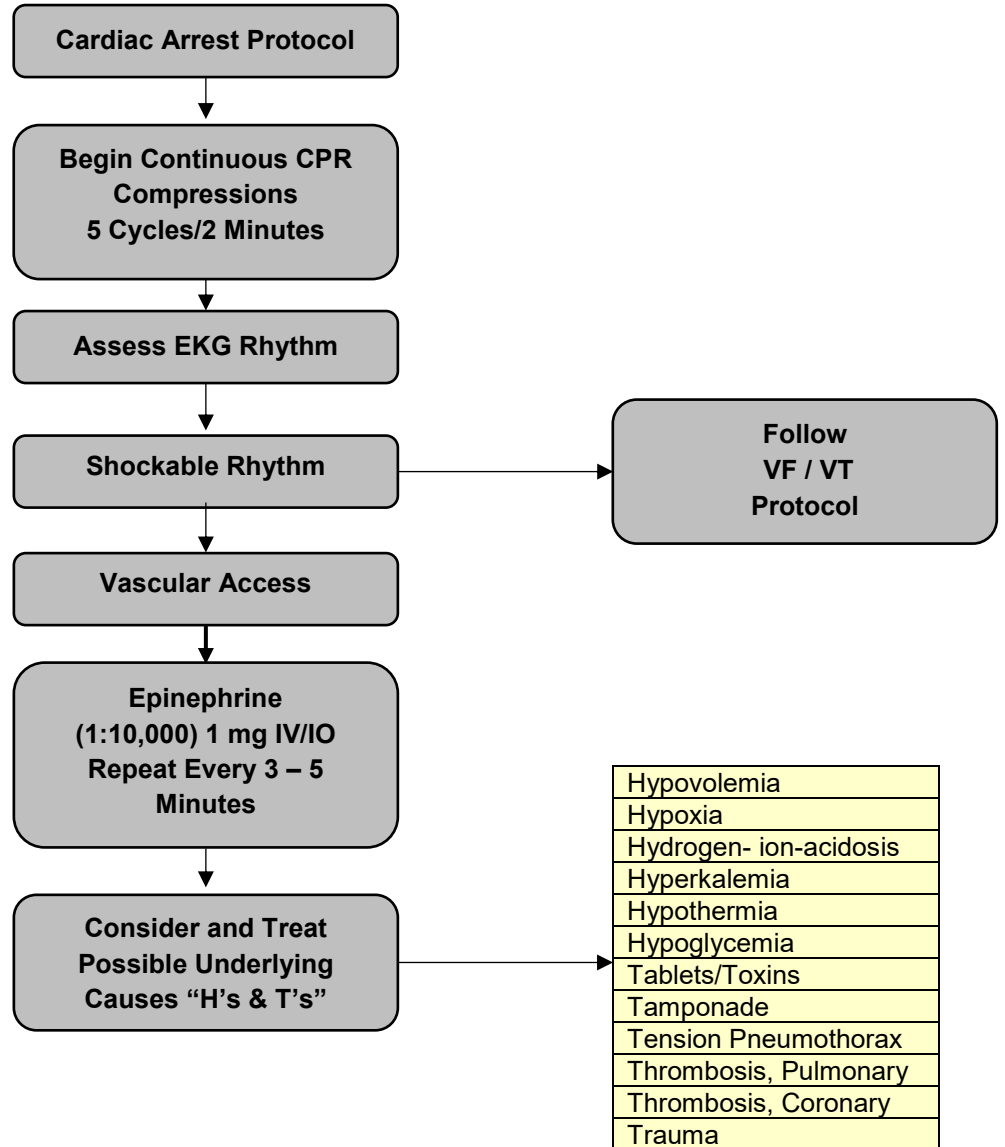 Cardiac Arrest Protocol
Begin Continuous CPR
Compressions
5 Cycles/2 Minutes
Assess EKG Rhythm
Shockable Rhythm
Follow
VF / VT
Protocol
Vascular Access
Epinephrine
(1:10,000) 1 mg IV/IO
Repeat Every 3 – 5
Minutes
Consider and Treat
Possible Underlying
Causes “H’s & T’s”
Hypovolemia
Hypoxia
Hydrogen- ion-acidosis
Hyperkalemia
Hypothermia
Hypoglycemia
Tablets/Toxins
Tamponade
Tension Pneumothorax
Thrombosis, Pulmonary
Thrombosis, Coronary
Trauma